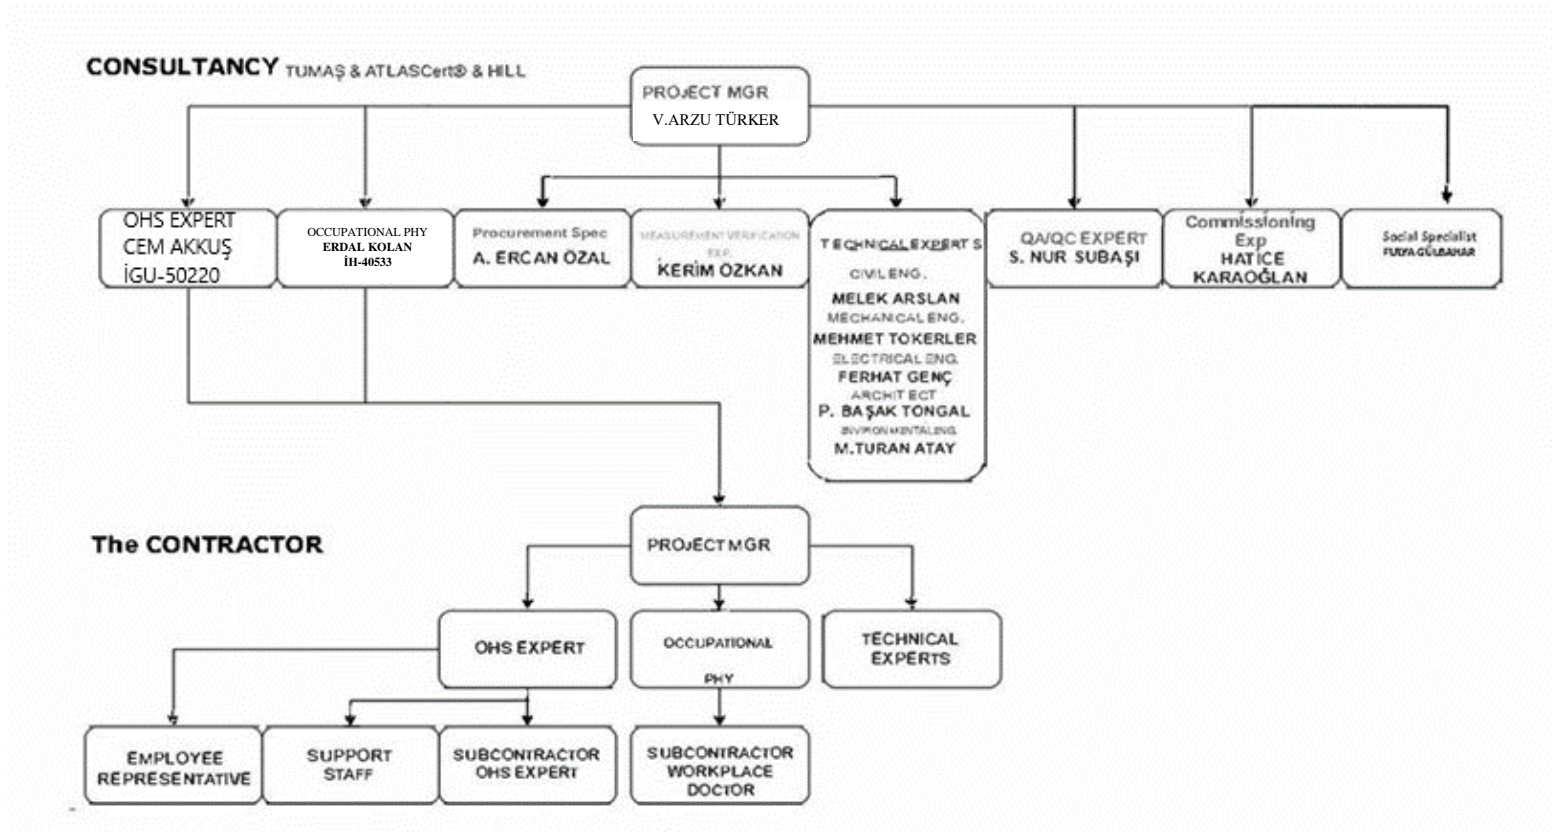 CONSULTANCY TUMAŞ & ATLASCert® & HILL
PROJECT MGR
V.ARZU TÜRKER
OHS EXPERT
CEM AKKUŞ
İGU-50220
OCCUPATIONAL PHY
ERDAL KOLAN
İH-40533
Procurement Spec
A. ERCAN ÖZAL
MEASUREMENT VERIFICATION
EXP.
KERİM ÖZKAN
TECHNICAL EXPERTS
CIVIL ENG.
MELEK ARSLAN
MECHANICAL ENG.
MEHMET TOKERLER
ELECTRICAL ENG.
FERHAT GENÇ
ARCHITECT
P. BAŞAK TONGAL
ENVIRONMENTAL ENG.
M.TURAN ATAY
QA/QC EXPERT
S. NUR SUBAŞI
Commissioning
Exp
HATİCE
KARAOĞLAN
Social Specialist
FULYA GÜLBAHAR
The CONTRACTOR
PROJECT MGR
OHS EXPERT
OCCUPATIONAL
PHY
TECHNICAL
EXPERTS
EMPLOYEE
REPRESENTATIVE
SUPPORT
STAFF
SUBCONTRACTOR
OHS EXPERT
SUBCONTRACTOR
WORKPLACE
DOCTOR